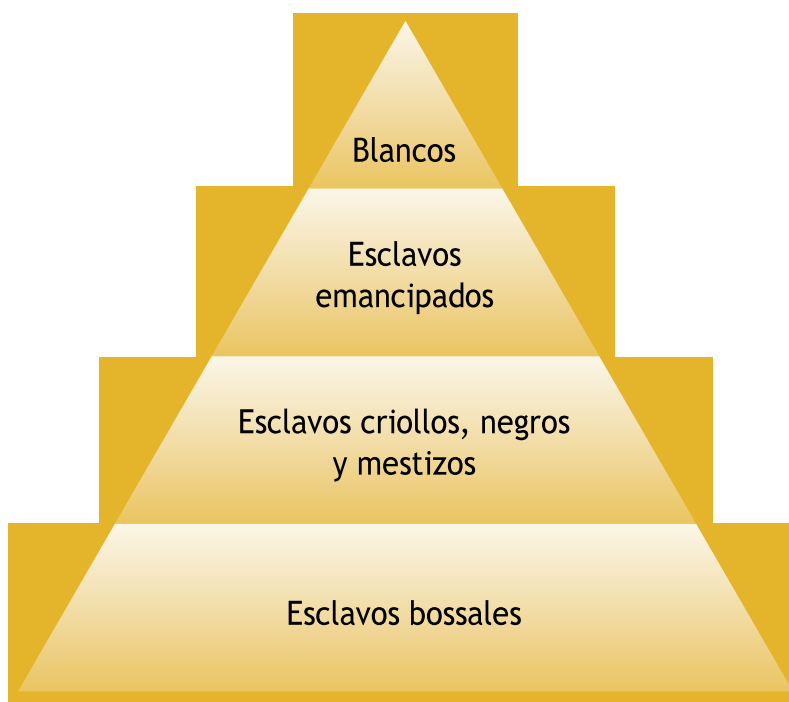 Blancos
Esclavos
emancipados
Esclavos criollos, negros
y mestizos
Esclavos bossales